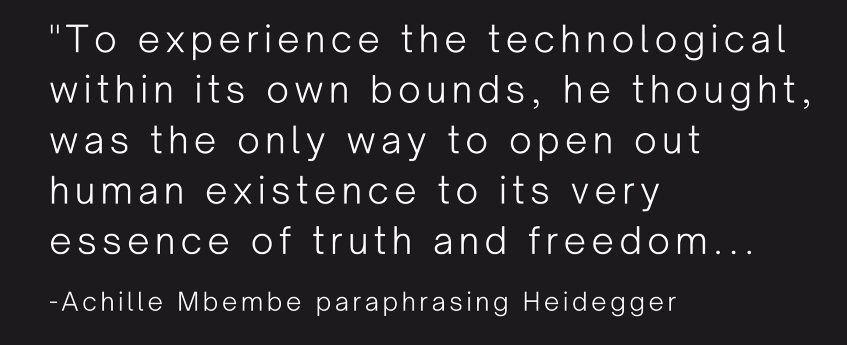 "To experience the technological
within its own bounds, he thought,
was the only way to open out
human existence to its very
essence of truth and freedom...
-Achille Mbembe paraphrasing Heidegger